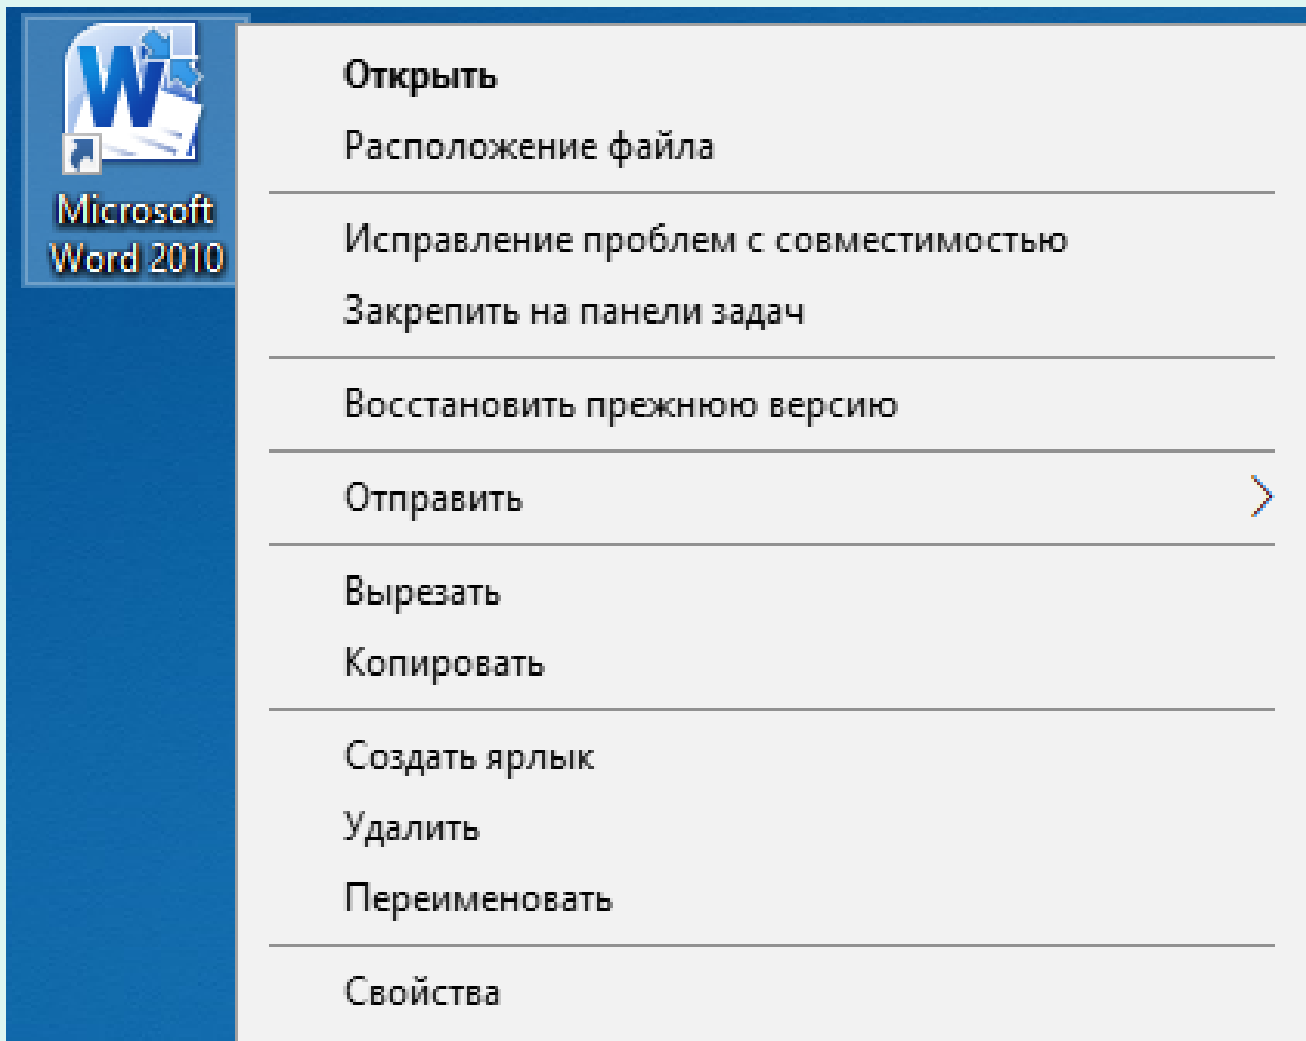 Microsoft
Word 2010
Открыть
Расположение файла
Исправление проблем с совместимостью
Закрепить на панели задач
Восстановить прежнюю версию
Отправить
Вырезать
Копировать
Создать ярлык
Удалить
Переименовать
Свойства